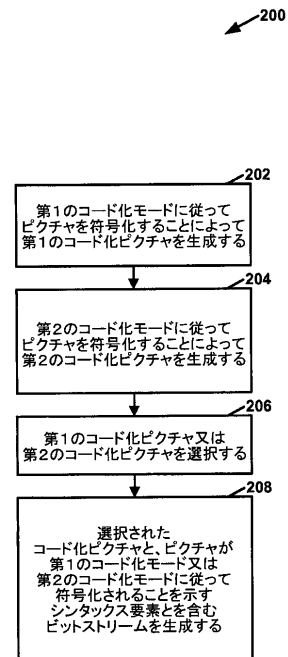 200
202
第1のコード化モードに従って
ピクチャを符号化することによって
第1のコード化ピクチャを生成する
204
第2のコード化モードに従って
ピクチャを符号化することによって
第2のコード化ピクチャを生成する
206
第1のコード化ピクチャ又は
第2のコード化ピクチャを選択する
208
選択された
コード化ピクチャと、ピクチャが
第1のコード化モード又は
第2のコード化モードに従って
符号化されることを示す
シンタックス要素とを含む
ビットストリームを生成する